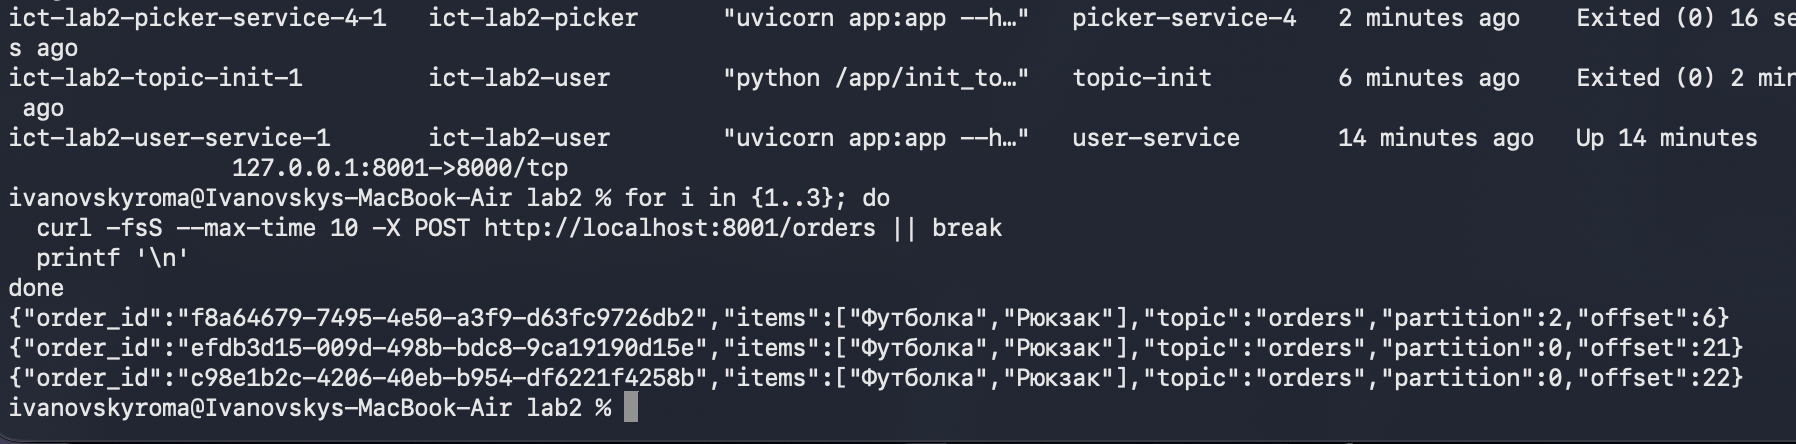 ict-lab2-picker-service-4-1   ict-lab2-picker      "uvicorn app:app --h…"   picker-service-4   2 minutes ago    Exited (0) 16 se
s ago
ict-lab2-topic-init-1         ict-lab2-user        "python /app/init_to…"   topic-init         6 minutes ago    Exited (0) 2 min
 ago
ict-lab2-user-service-1       ict-lab2-user        "uvicorn app:app --h…"   user-service       14 minutes ago   Up 14 minutes
                127.0.0.1:8001->8000/tcp
ivanovskyroma@Ivanovskys-MacBook-Air lab2 % for i in {1..3}; do
  curl -fsS --max-time 10 -X POST http://localhost:8001/orders || break
  printf '\n'
done
{"order_id":"f8a64679-7495-4e50-a3f9-d63fc9726db2","items":["Футболка","Рюкзак"],"topic":"orders","partition":2,"offset":6}
{"order_id":"efdb3d15-009d-498b-bdc8-9ca19190d15e","items":["Футболка","Рюкзак"],"topic":"orders","partition":0,"offset":21}
{"order_id":"c98e1b2c-4206-40eb-b954-df6221f4258b","items":["Футболка","Рюкзак"],"topic":"orders","partition":0,"offset":22}
ivanovskyroma@Ivanovskys-MacBook-Air lab2 %